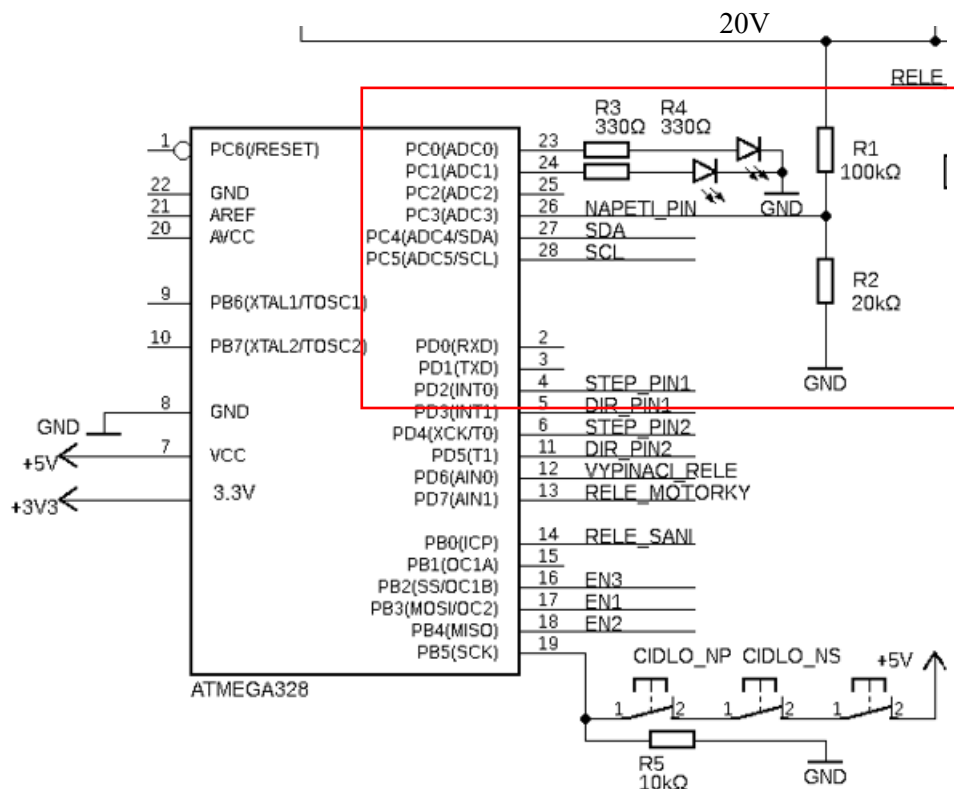 20V
RELE
R3 R4
330Ω 330Ω
R1
100kΩ
1 PC6(/RESET) PC0(ADC0) 23
PC1(ADC1) 24
22 GND PC2(ADC2) 25
21 AREF PC3(ADC3) 26 NAPETI_PIN GND
20 AVCC PC4(ADC4/SDA) 27 SDA
PC5(ADC5/SCL) 28 SCL
R2
20kΩ
9 PB6(XTAL1/TOSC1)
10 PB7(XTAL2/TOSC2) PD0(RXD) 2
PD1(TXD) 3
GND
PD2(INT0) 4 STEP_PIN1
8 GND PD3(INT1) 5 DIR_PIN1
GND
PD4(XCK/T0) 6 STEP_PIN2
+5V 7 VCC PD5(T1) 11 DIR_PIN2
PD6(AIN0) 12 VYPINACI_RELE
+3V3 3.3V PD7(AIN1) 13 RELE_MOTORKY
PB0(ICP) 14 RELE_SANI
PB1(OC1A) 15
PB2(SS/OC1B) 16 EN3
PB3(MOSI/OC2) 17 EN1
PB4(MISO) 18 EN2
PB5(SCK) 19
CIDLO_NP CIDLO_NS +5V
ATMEGA328
1 2 1 2 1 2
R5
10kΩ
GND